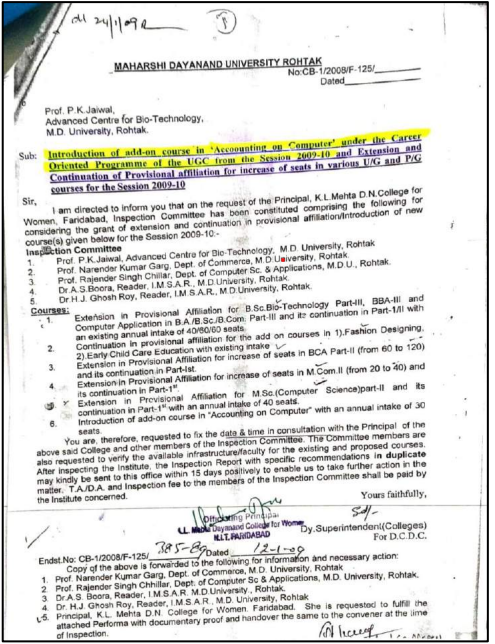 dl 24/1/09
MAHARSHI DAYANAND UNIVERSITY ROHTAK
No:CB-1/2008/F-125/
Dated
Prof. P.K.Jaiwal,
Advanced Centre for Bio-Technology,
M.D. University, Rohtak.
Sub: Introduction of add-on course in 'Accounting on Computer' under the Career
Oriented Programme of the UGC from the Session 2009-10 and Extension and
Continuation of Provisional affiliation for increase of seats in various U/G and P/G
courses for the Session 2009-10
Sir,
I am directed to inform you that on the request of the Principal, K.L.Mehta D.N.College for
Women, Faridabad, Inspection Committee has been constituted comprising the following for
considering the grant of extension and continuation in provisional affiliation/Introduction of new
course(s) given below for the Session 2009-10:-
Inspection Committee
1. Prof. P.K.Jaiwal, Advanced Centre for Bio-Technology, M.D. University, Rohtak
2. Prof. Narender Kumar Garg, Dept. of Commerce, M.D.University, Rohtak.
3. Prof. Rajender Singh Chillar, Dept. of Computer Sc. & Applications, M.D.U., Rohtak.
4. Dr.A.S.Boora, Reader, I.M.S.A.R., M.D.University, Rohtak.
5. Dr.H.J. Ghosh Roy, Reader, I.M.S.A.R., M.D.University, Rohtak.
Courses:
1. Extension in Provisional Affiliation for B.Sc.Bio-Technology Part-III, BBA-III and
Computer Application in B.A./B.Sc./B.Com. Part-III and its continuation in Part-I/II with
an existing annual intake of 40/60/60 seats.
2. Continuation in provisional affiliation for the add on courses in 1).Fashion Designing,
2).Early Child Care Education with existing intake
3. Extension in Provisional Affiliation for increase of seats in BCA Part-II (from 60 to 120)
and its continuation in Part-Ist.
4. Extension in Provisional Affiliation for increase of seats in M.Com.II (from 20 to 40) and
its continuation in Part-1st.
5. Extension in Provisional Affiliation for M.Sc.(Computer Science)part-II and its
continuation in Part-1st with an annual intake of 40 seats.
6. Introduction of add-on course in "Accounting on Computer" with an annual intake of 30
seats.
You are, therefore, requested to fix the date & time in consultation with the Principal of the
above said College and other members of the Inspection Committee. The Committee members are
also requested to verify the available infrastructure/faculty for the existing and proposed courses.
After inspecting the Institute, the Inspection Report with specific recommendations in duplicate
may kindly be sent to this office within 15 days positively to enable us to take further action in the
matter. T.A/D.A. and Inspection fee to the members of the Inspection Committee shall be paid by
the Institute concerned.
Yours faithfully,
Sd/-
Officiating Principal
Dayanand College for Women
N.I.T. FARIDABAD
Dy.Superintendent(Colleges)
For D.C.D.C.
Endst.No: CB-1/2008/F-125/ 385-89 Dated 12-1-09
Copy of the above is forwarded to the following for information and necessary action:
1. Prof. Narender Kumar Garg, Dept. of Commerce, M.D. University Rohtak
2. Prof. Rajender Singh Chillar, Dept. of Computer Sc & Applications, M.D. University, Rohtak.
3. Dr.A.S. Boora, Reader, I.M.S.A.R. M.D.University., Rohtak.
4. Dr. H.J. Ghosh Roy, Reader, I.M.S.A.R., M.D University, Rohtak
5. Principal, K.L. Mehta D.N. College for Women. Faridabad. She is requested to fulfill the
attached Performa with documental proof and handover the same to the convener at the time
of Inspection.